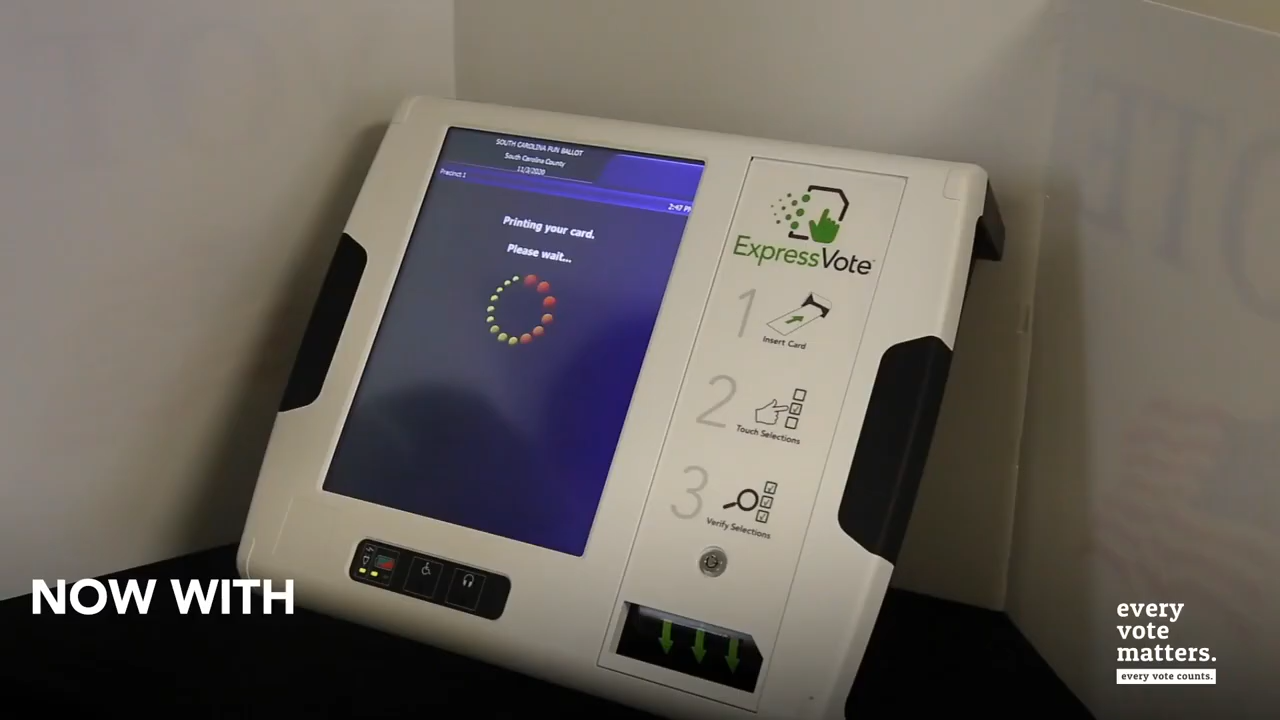 SOUTH CAROLINA FUN BALLOT
South Carolina County
11/3/2020
Precinct 1
2:47 PM
Printing your card.
Please wait...
ExpressVote
1
Insert Card
2
Touch Selections
3
Verify Selections
NOW WITH
every
vote
matters.
every vote counts.